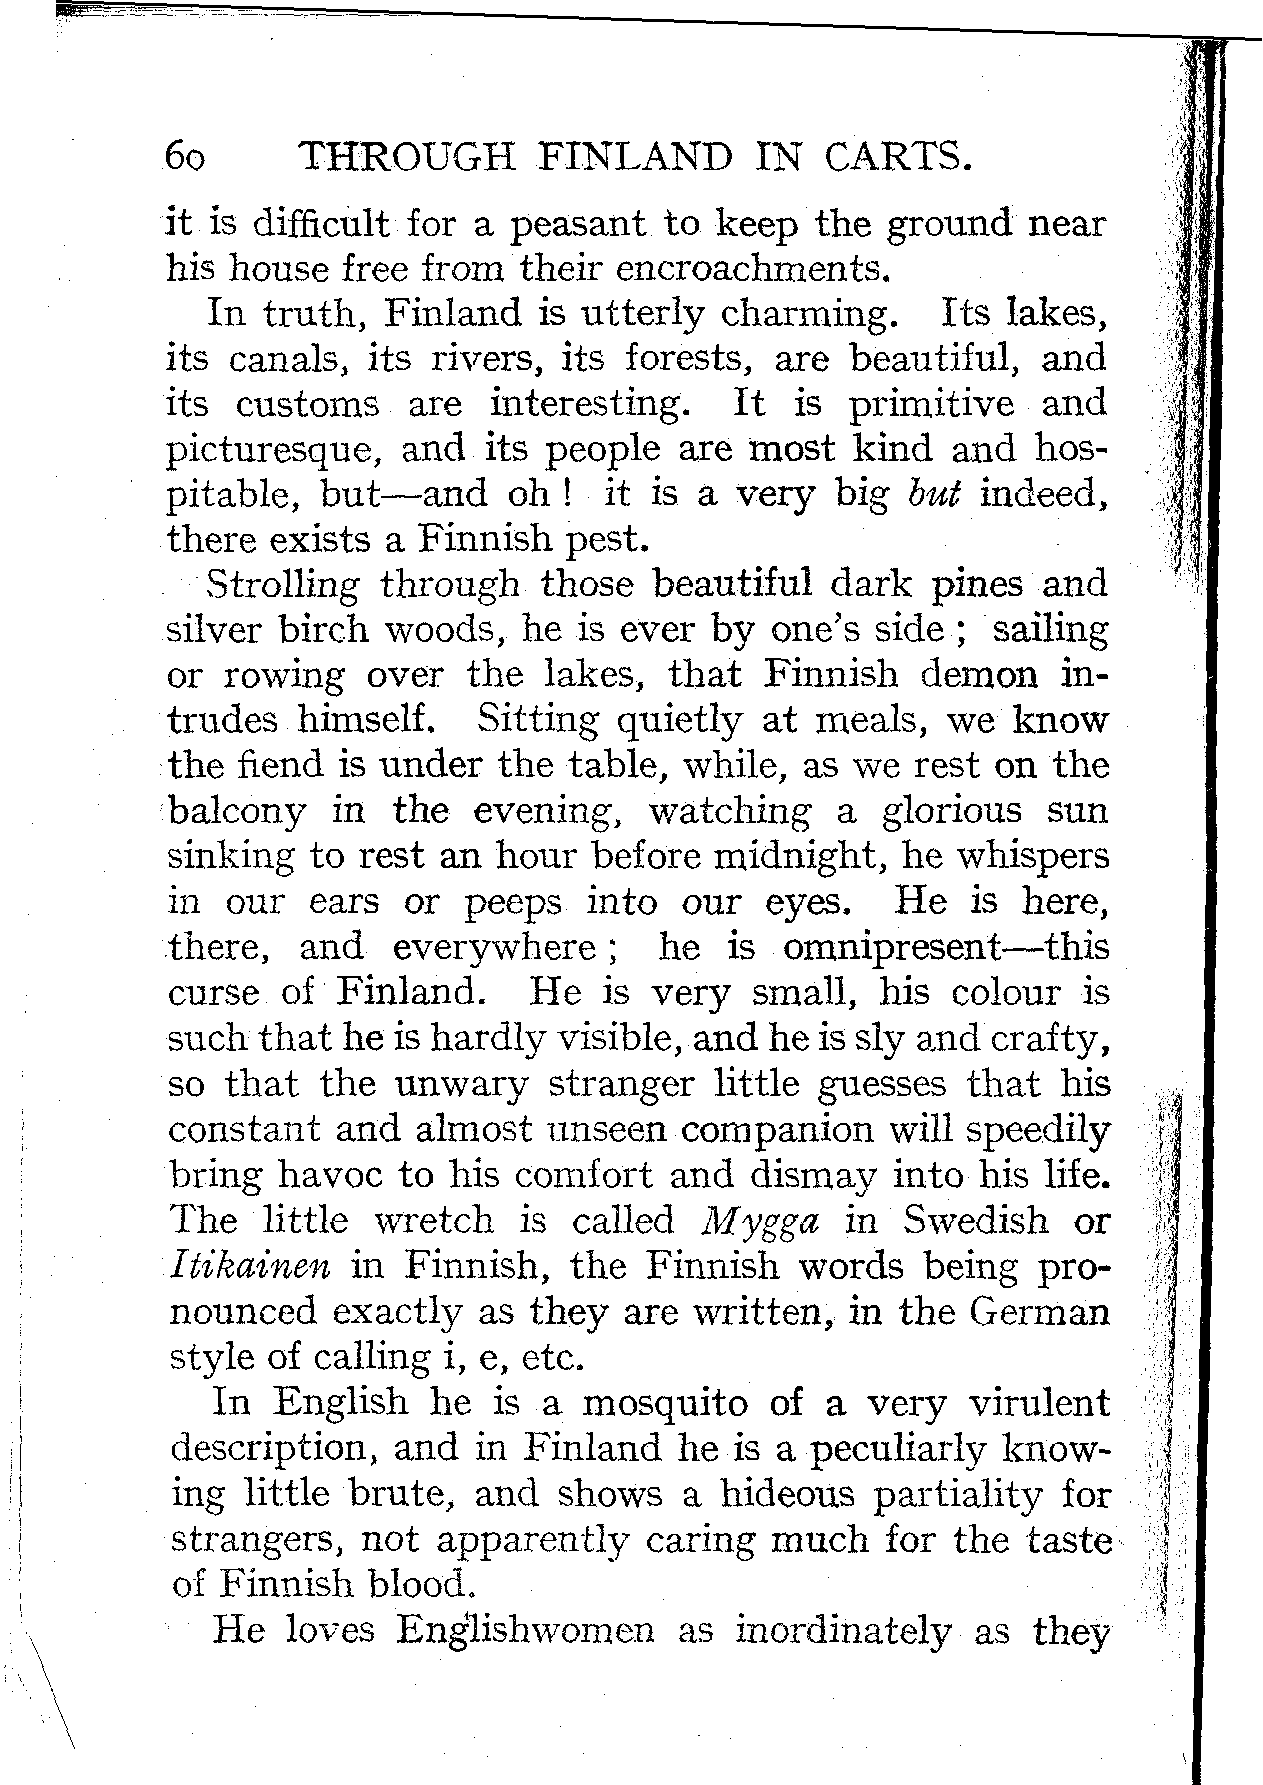 60 THROUGH FINLAND IN CARTS.
it is difficult for a peasant to keep the ground near
his house free from their encroachments.
In truth, Finland is utterly charming. Its lakes,
its canals, its rivers, its forests, are beautiful, and
its customs are interesting. It is primitive and
picturesque, and its people are most kind and hos-
pitable, but—and oh! it is a very big but indeed,
there exists a Finnish pest.
Strolling through those beautiful dark pines and
silver birch woods, he is ever by one's side; sailing
or rowing over the lakes, that Finnish demon in-
trudes himself. Sitting quietly at meals, we know
the fiend is under the table, while, as we rest on the
balcony in the evening, watching a glorious sun
sinking to rest an hour before midnight, he whispers
in our ears or peeps into our eyes. He is here,
there, and everywhere; he is omnipresent—this
curse of Finland. He is very small, his colour is
such that he is hardly visible, and he is sly and crafty,
so that the unwary stranger little guesses that his
constant and almost unseen companion will speedily
bring havoc to his comfort and dismay into his life.
The little wretch is called Mygga in Swedish or
Itikainen in Finnish, the Finnish words being pro-
nounced exactly as they are written, in the German
style of calling i, e, etc.
In English he is a mosquito of a very virulent
description, and in Finland he is a peculiarly know-
ing little brute, and shows a hideous partiality for
strangers, not apparently caring much for the taste
of Finnish blood.
He loves Englishwomen as inordinately as they